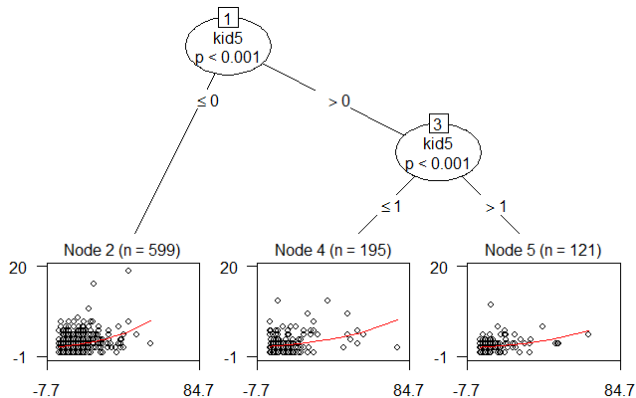 1
kid5
p < 0.001
≤ 0
> 0
3
kid5
p < 0.001
≤ 1
> 1
Node 2 (n = 599)
Node 4 (n = 195)
Node 5 (n = 121)
20
-1
-7.7
84.7
20
-1
-7.7
84.7
20
-1
-7.7
84.7